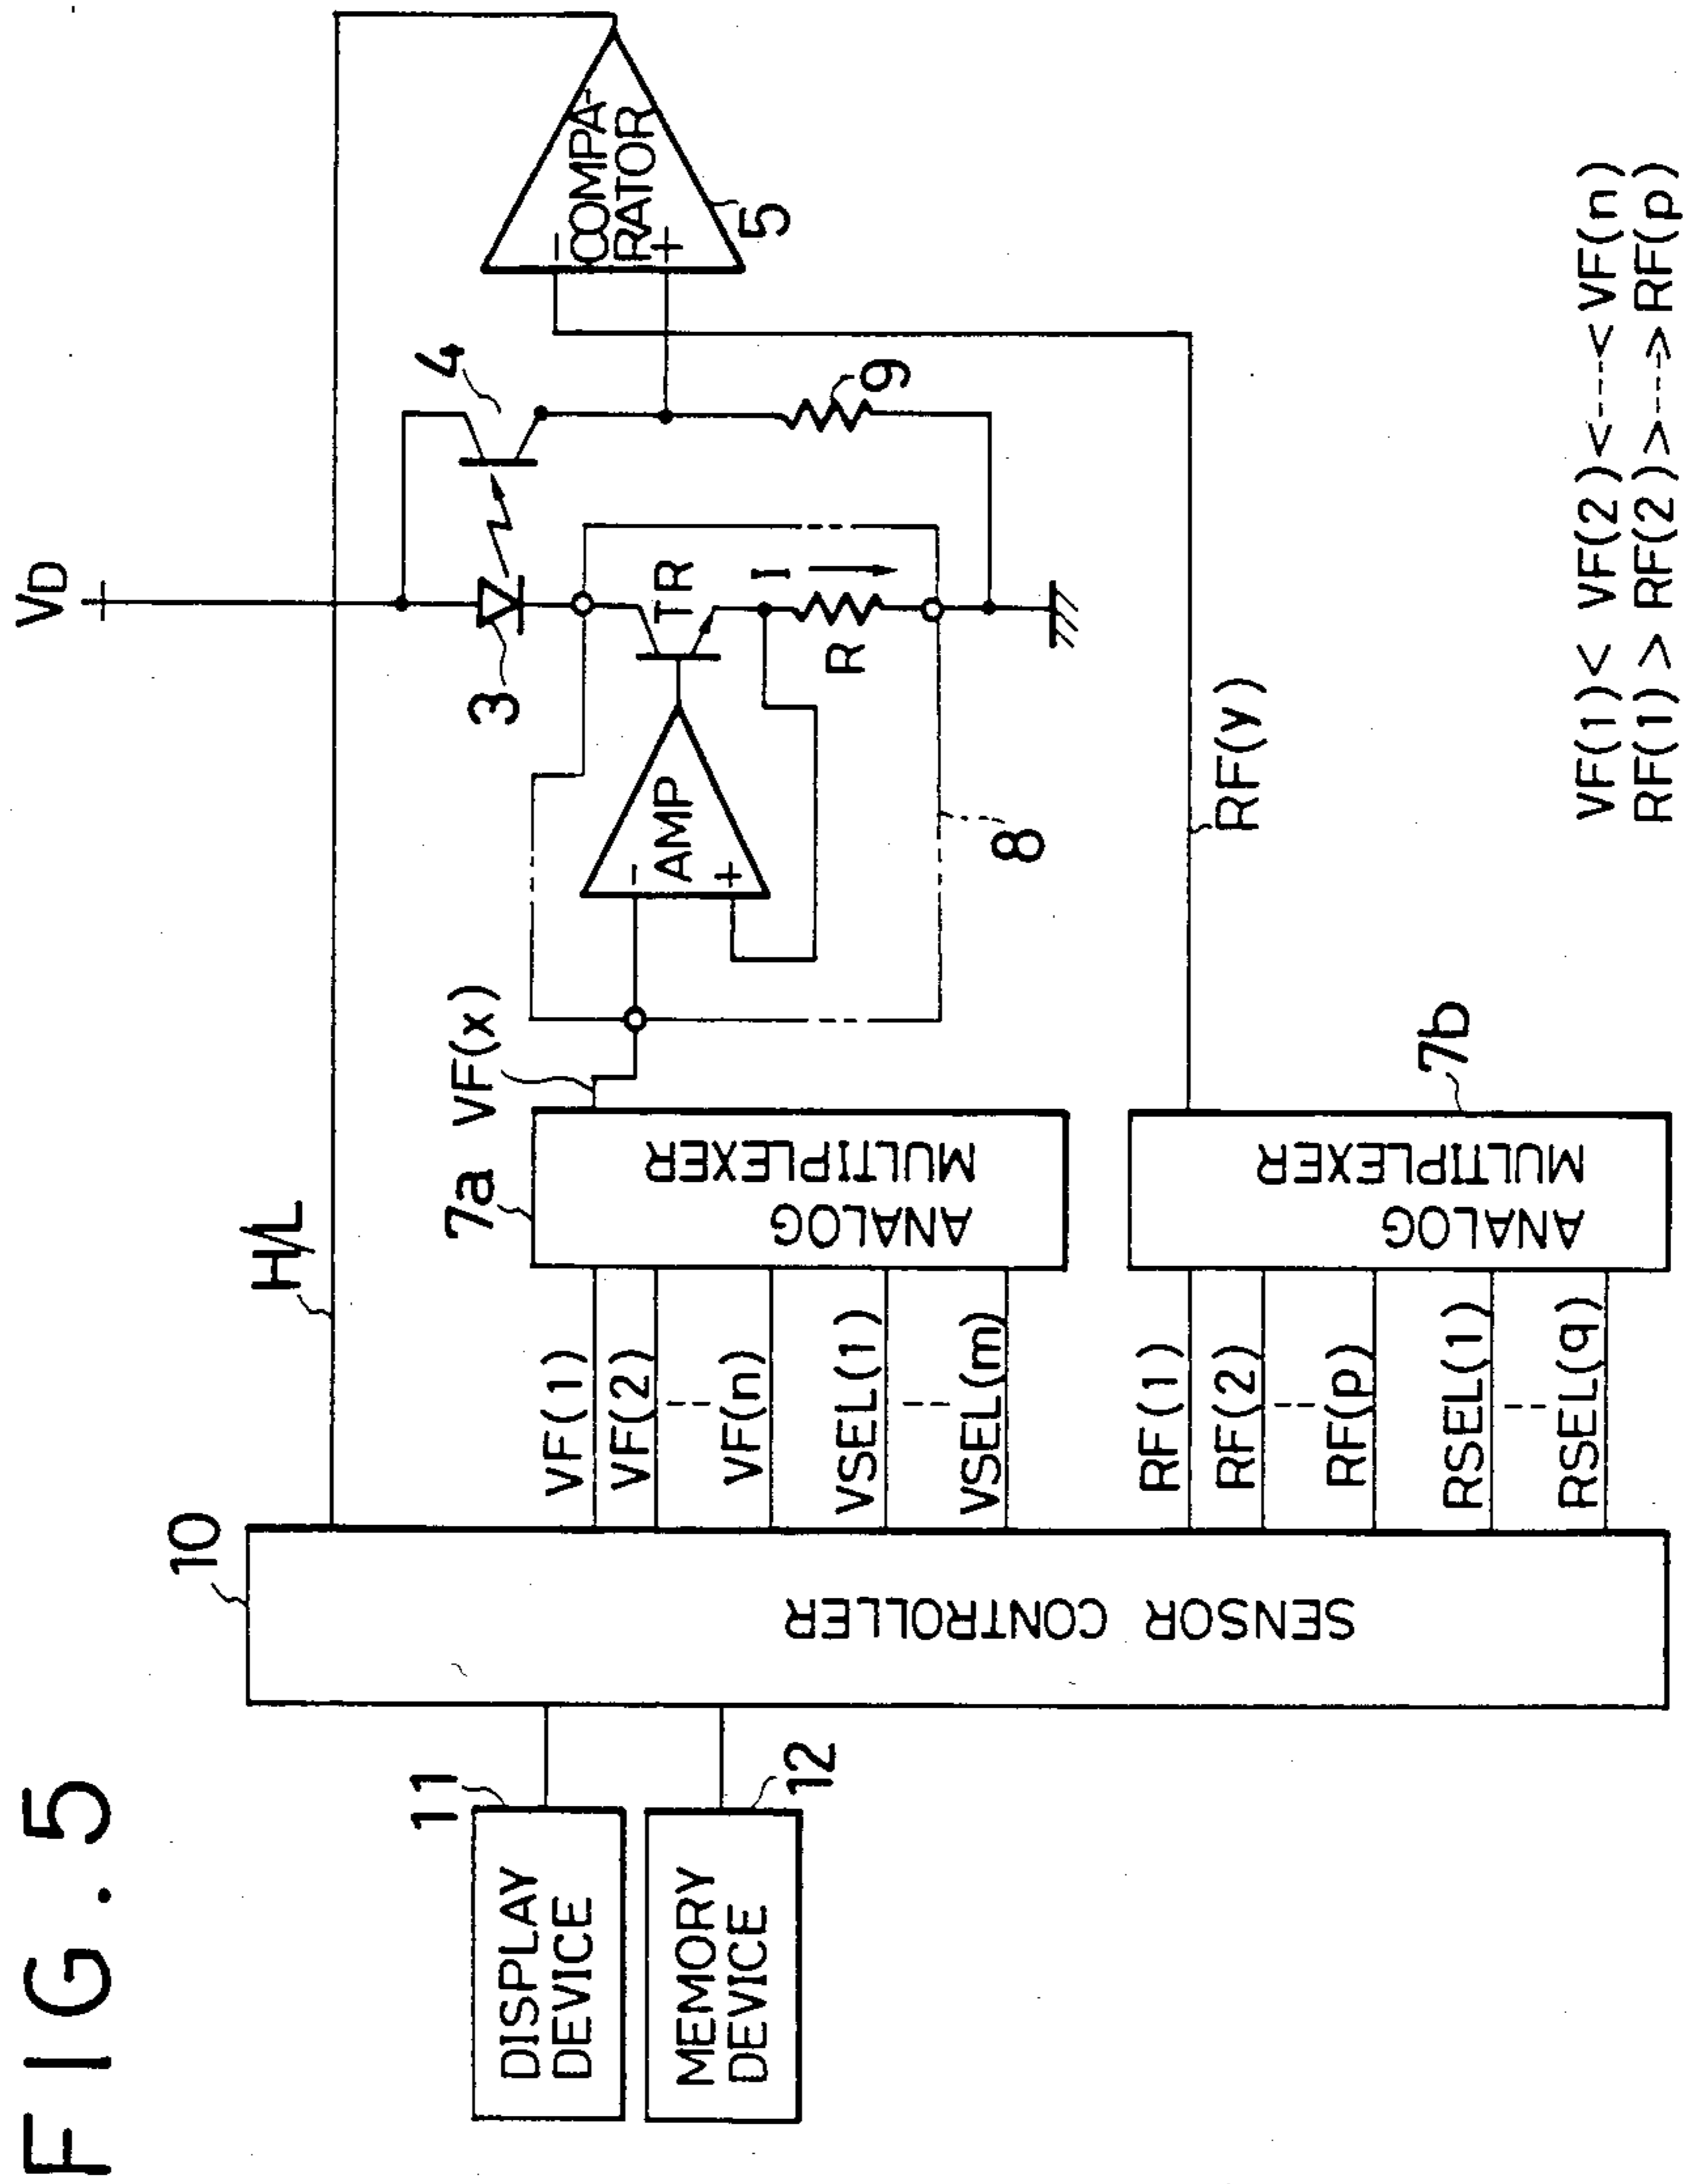 FIG. 5
VD
H/L
10
SENSOR CONTROLLER
11
DISPLAY
DEVICE
12
MEMORY
DEVICE
VF(1)
VF(2)
VF(n)
VSEL(1)
VSEL(m)
RF(1)
RF(2)
RF(p)
RSEL(1)
RSEL(q)
7a
ANALOG
MULTIPLEXER
7b
ANALOG
MULTIPLEXER
VF(x)
RF(y)
8
AMP
-
+
TR
I
R
3
4
9
5
COMPA-
RATOR
-
+
VF(1) < VF(2) <----< VF(n)
RF(1) > RF(2) >----> RF(p)